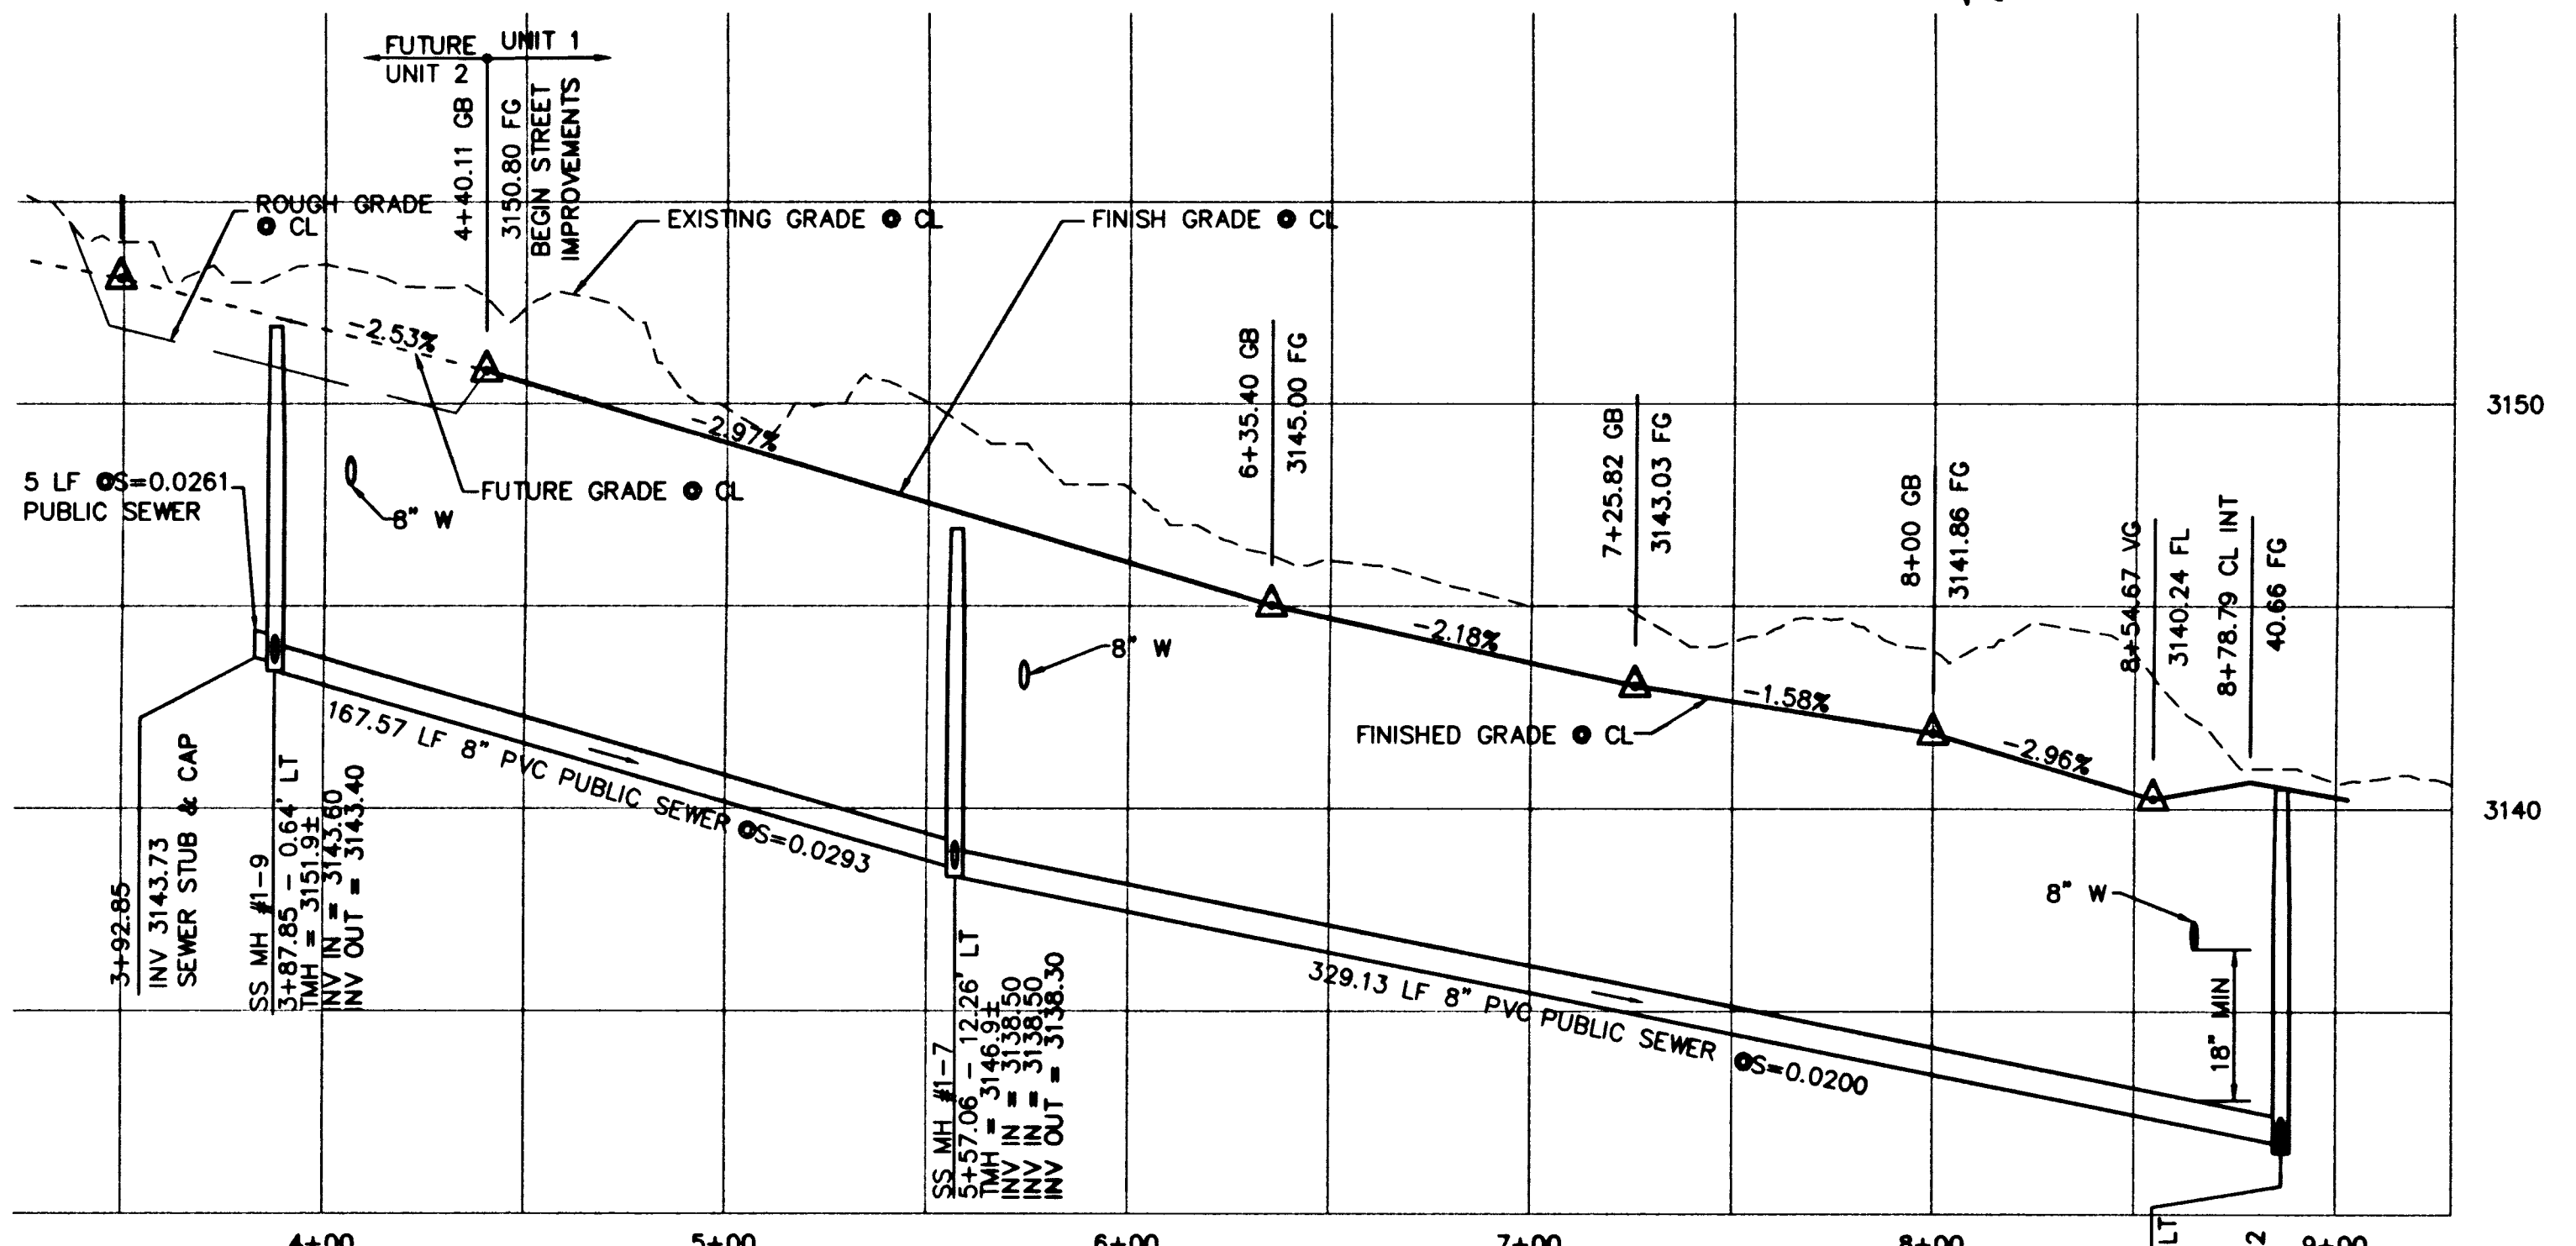 FUTURE UNIT 1
UNIT 2
4+40.11 GB
3150.80 FG
BEGIN STREET
IMPROVEMENTS
ROUGH GRADE
@ CL
EXISTING GRADE @ CL
FINISH GRADE @ CL
-2.53%
-2.97%
6+35.40 GB
3145.00 FG
3150
7+25.82 GB
3143.03 FG
8+00 GB
3141.86 FG
8+54.67 VG
3140.24 FL
8+78.79 CL INT
40.66 FG
5 LF @S=0.0261
PUBLIC SEWER
8" W
FUTURE GRADE @ CL
8" W
-2.18%
-1.58%
FINISHED GRADE @ CL
-2.96%
3140
167.57 LF 8" PVC PUBLIC SEWER @S=0.0293
3+92.85
INV 3143.73
SEWER STUB & CAP
SS MH #1-9
3+87.85 - 0.64' LT
TMH = 3151.9±
INV IN = 3143.60
INV OUT = 3143.40
8" W
18" MIN
329.13 LF 8" PVC PUBLIC SEWER @S=0.0200
SS MH #1-7
5+57.06 - 12.26' LT
TMH = 3146.9±
INV IN = 3138.50
INV IN = 3138.50
INV OUT = 3138.30
LT
2
4+00 5+00 6+00 7+00 8+00 9+00